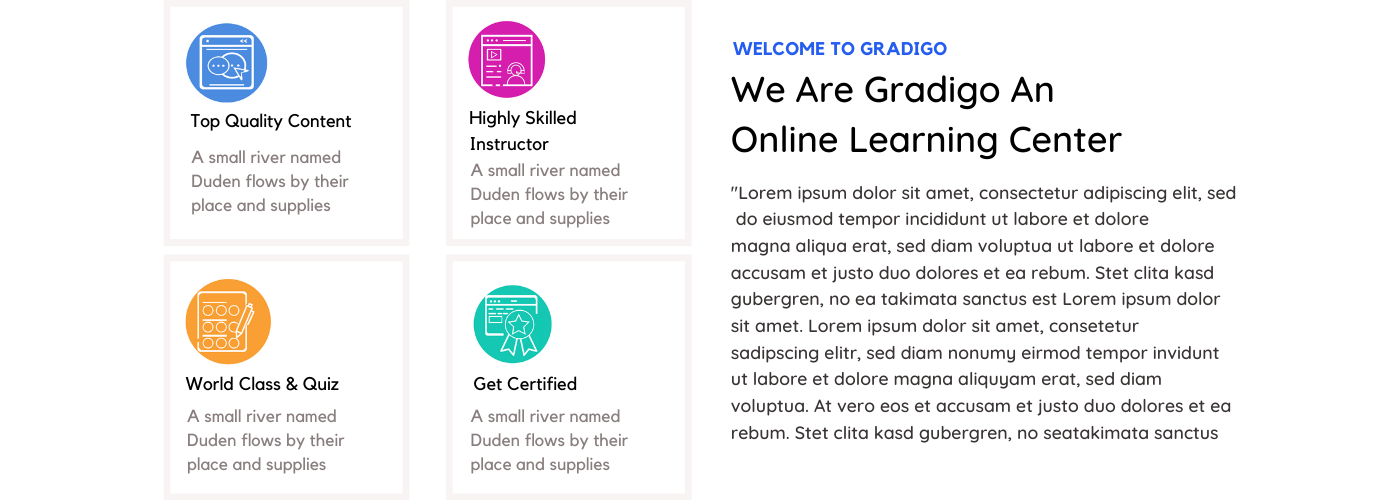 Top Quality Content
A small river named
Duden flows by their
place and supplies
Highly Skilled
Instructor
A small river named
Duden flows by their
place and supplies
World Class & Quiz
A small river named
Duden flows by their
place and supplies
Get Certified
A small river named
Duden flows by their
place and supplies
WELCOME TO GRADIGO
We Are Gradigo An
Online Learning Center
"Lorem ipsum dolor sit amet, consectetur adipiscing elit, sed
do eiusmod tempor incididunt ut labore et dolore
magna aliqua erat, sed diam voluptua ut labore et dolore
accusam et justo duo dolores et ea rebum. Stet clita kasd
gubergren, no ea takimata sanctus est Lorem ipsum dolor
sit amet. Lorem ipsum dolor sit amet, consetetur
sadipscing elitr, sed diam nonumy eirmod tempor invidunt
ut labore et dolore magna aliquyam erat, sed diam
voluptua. At vero eos et accusam et justo duo dolores et ea
rebum. Stet clita kasd gubergren, no seatakimata sanctus